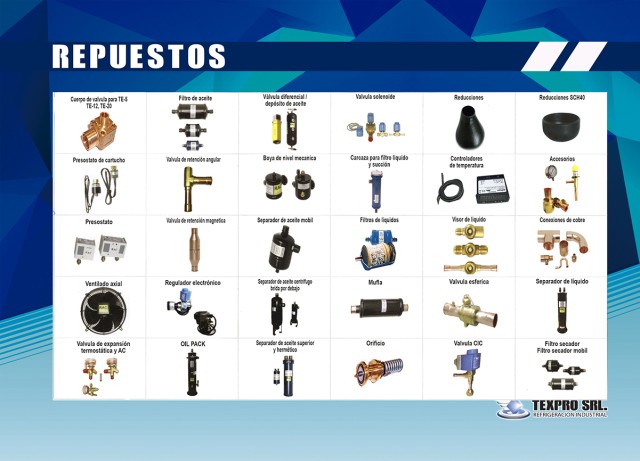 REPUESTOS
Cuerpo de valvula para TE-5
TE-12, TE-20
Filtro de aceite
Válvula diferencial /
depósito de aceite
Valvula solenoide
Reducciones
Reducciones SCH40
Presostato de cartucho
Valvula de retención angular
Boya de nivel mecanica
Carcaza para filtro liquido
y succión
Controladores
de temperatura
Accesorios
Presostato
Valvula de retención magnetica
Separador de aceite mobil
Filtros de liquidos
Visor de liquido
Conexiones de cobre
Ventilado axial
Regulador electrónico
Separador de aceite centrifugo
brida por debajo
Mufla
Valvula esferica
Separador de liquido
Valvula de expansión
termostática y AC
OIL PACK
Separador de aceite superior
y hermético
Orificio
Valvula CIC
Filtro secador
Filtro secador mobil
TEXPRO SRL.
REFRIGERACION INDUSTRIAL